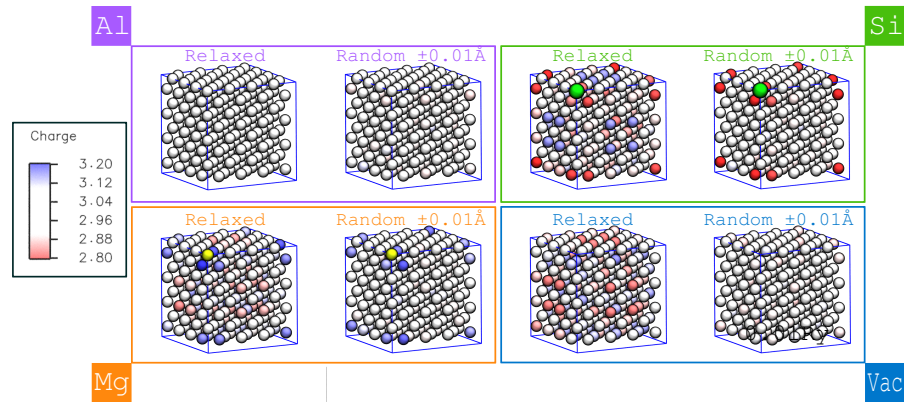 Al
Si
Relaxed
Random ±0.01Å
Relaxed
Random ±0.01Å
Charge
3.20
3.12
3.04
2.96
2.88
2.80
Relaxed
Random ±0.01Å
Relaxed
Random ±0.01Å
Mg
Vac